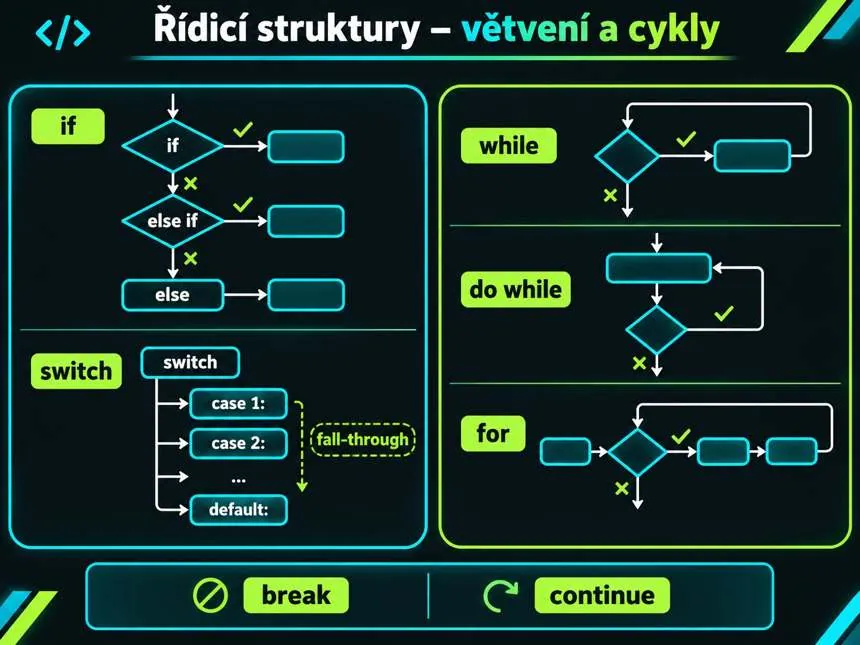 </>
Řídicí struktury – větvení a cykly
if
if
else if
else
switch
switch
case 1:
case 2:
...
default:
fall-through
while
do while
for
break
continue